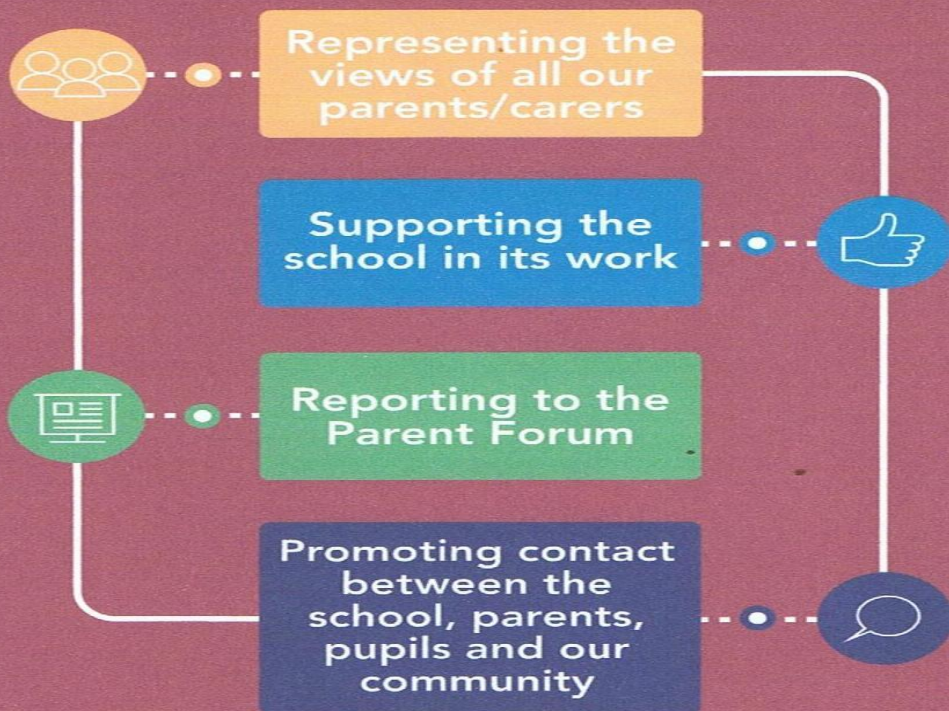 Representing the
views of all our
parents/carers
Supporting the
school in its work
Reporting to the
Parent Forum
Promoting contact
between the
school, parents,
pupils and our
community